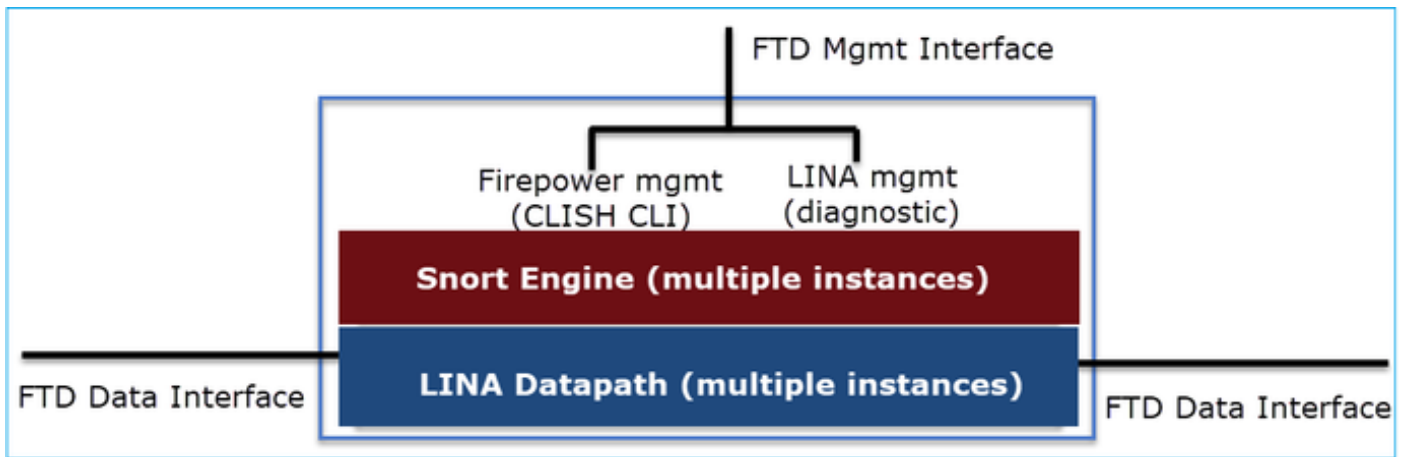 FTD Mgmt Interface
Firepower mgmt
(CLISH CLI)
LINA mgmt
(diagnostic)
Snort Engine (multiple instances)
LINA Datapath (multiple instances)
FTD Data Interface
FTD Data Interface